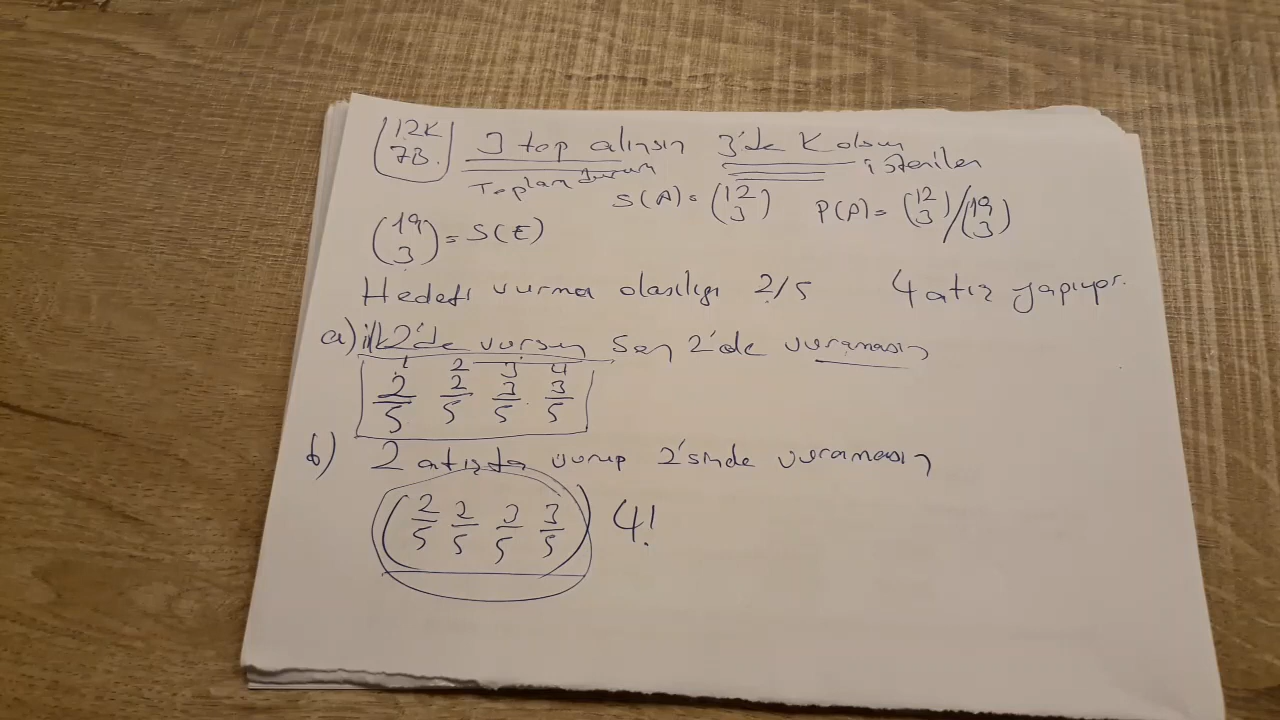 12K 3 top alınsın 3'de K olsun
7B. Toplam durum istenilen
S(A) = (12 3) P(A) = (12 3)/(19 3)
(19 3) = S(E)
Hedefi vurma olasılığı 2/5 4 atış yapıyor.
a) ilk 2'de vursun son 2'de vuramasın
1 2 3 4
2/5 2/5 3/5 3/5
b) 2 atışta vurup 2'sinde vuramasın
(2/5 2/5 3/5 3/5) 4!